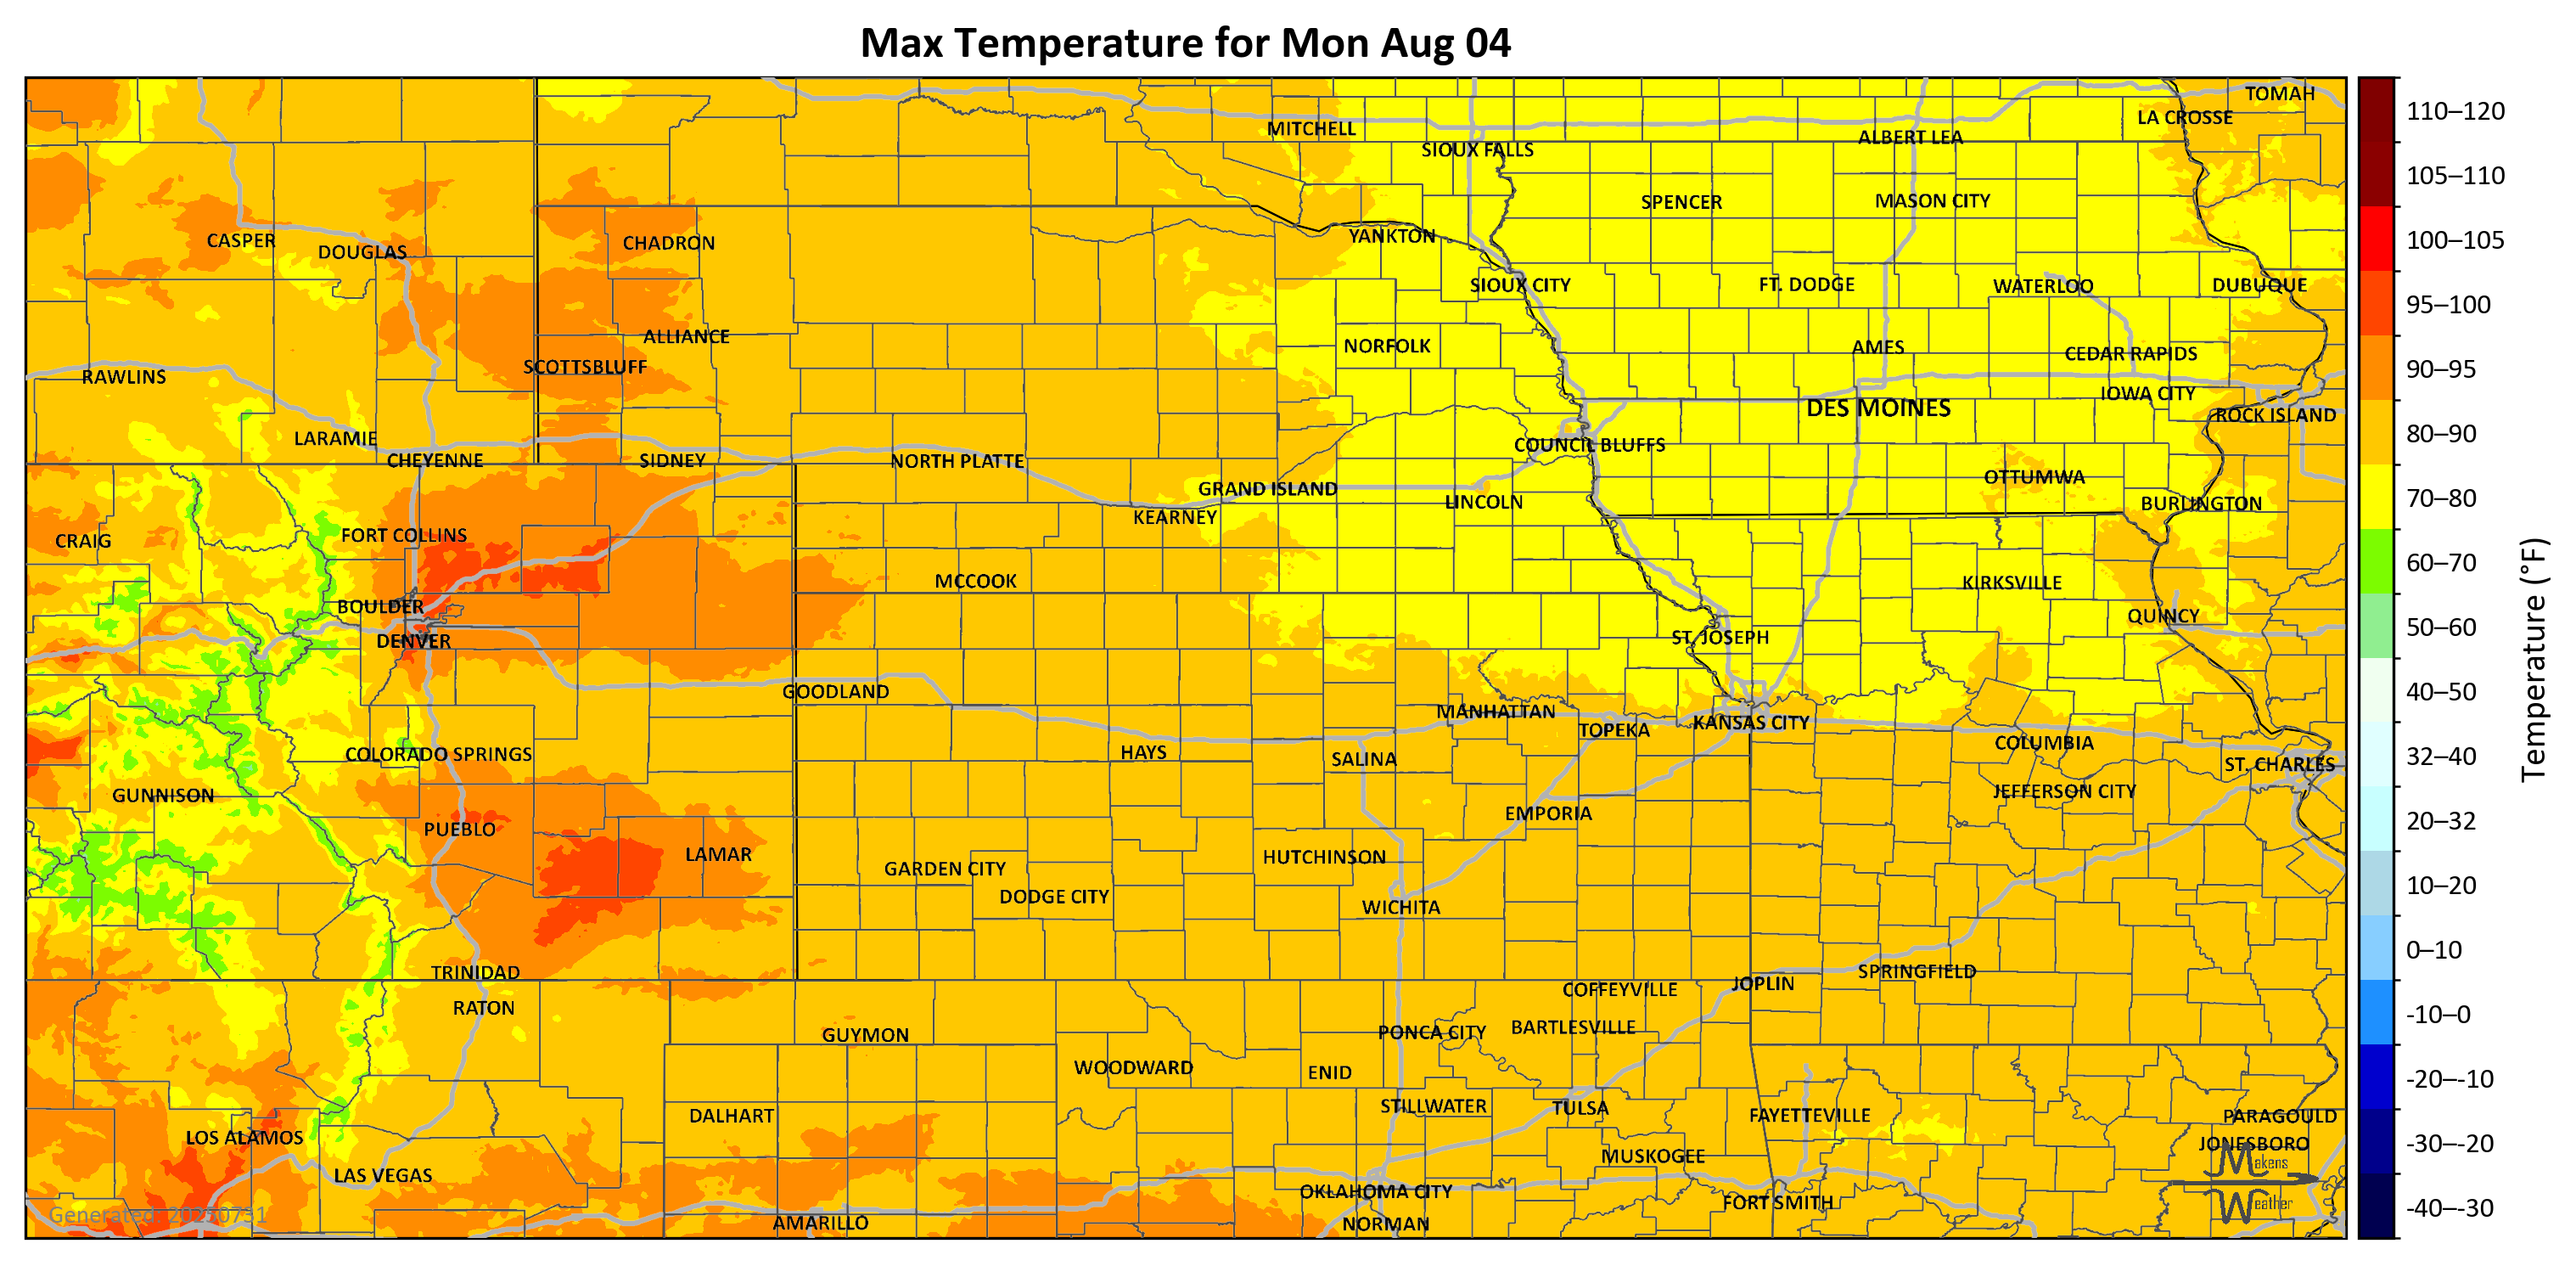 Max Temperature for Mon Aug 04
TOMAH
LA CROSSE
MITCHELL
ALBERT LEA
SIOUX FALLS
SPENCER
MASON CITY
CASPER
DOUGLAS
CHADRON
YANKTON
SIOUX CITY
FT. DODGE
WATERLOO
DUBUQUE
ALLIANCE
NORFOLK
AMES
CEDAR RAPIDS
SCOTTSBLUFF
RAWLINS
IOWA CITY
DES MOINES
ROCK ISLAND
LARAMIE
COUNCIL BLUFFS
CHEYENNE
SIDNEY
NORTH PLATTE
OTTUMWA
GRAND ISLAND
LINCOLN
BURLINGTON
KEARNEY
FORT COLLINS
CRAIG
MCCOOK
KIRKSVILLE
BOULDER
QUINCY
DENVER
ST. JOSEPH
GOODLAND
MANHATTAN
KANSAS CITY
TOPEKA
COLUMBIA
COLORADO SPRINGS
HAYS
SALINA
ST. CHARLES
GUNNISON
JEFFERSON CITY
EMPORIA
PUEBLO
LAMAR
HUTCHINSON
GARDEN CITY
DODGE CITY
WICHITA
TRINIDAD
SPRINGFIELD
JOPLIN
COFFEYVILLE
RATON
GUYMON
PONCA CITY
BARTLESVILLE
WOODWARD
ENID
STILLWATER
TULSA
DALHART
FAYETTEVILLE
PARAGOULD
LOS ALAMOS
JONESBORO
MUSKOGEE
LAS VEGAS
OKLAHOMA CITY
FORT SMITH
AMARILLO
NORMAN
Generated: 20250731
Makens
Weather
110–120
105–110
100–105
95–100
90–95
80–90
70–80
60–70
50–60
40–50
32–40
20–32
10–20
0–10
-10–0
-20–-10
-30–-20
-40–-30
Temperature (°F)